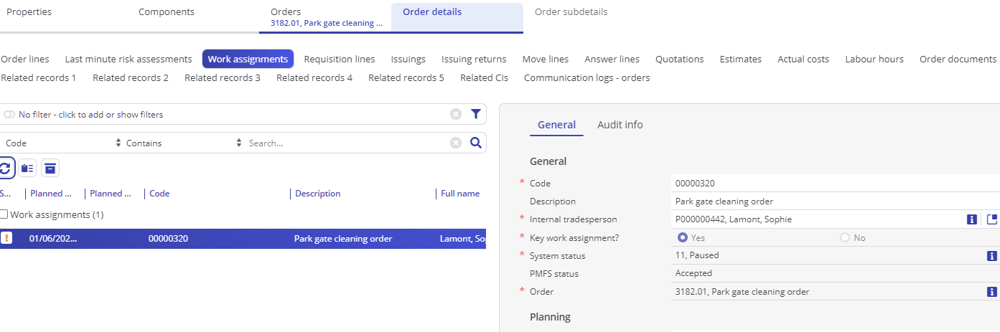 Properties Components Orders Order details Order subdetails
3182.01, Park gate cleaning ...
Order lines Last minute risk assessments Work assignments Requisition lines Issuings Issuing returns Move lines Answer lines Quotations Estimates Actual costs Labour hours Order documents
Related records 1 Related records 2 Related records 3 Related records 4 Related records 5 Related CIs Communication logs - orders
No filter - click to add or show filters
Code Contains Search...
S... Planned ... Planned ... Code Description Full name
Work assignments (1)
01/06/202... 00000320 Park gate cleaning order Lamont, Sop
General Audit info
General
* Code 00000320
Description Park gate cleaning order
* Internal tradesperson P000000442, Lamont, Sophie
* Key work assignment? Yes No
* System status 11, Paused
PMFS status Accepted
* Order 3182.01, Park gate cleaning order
Planning